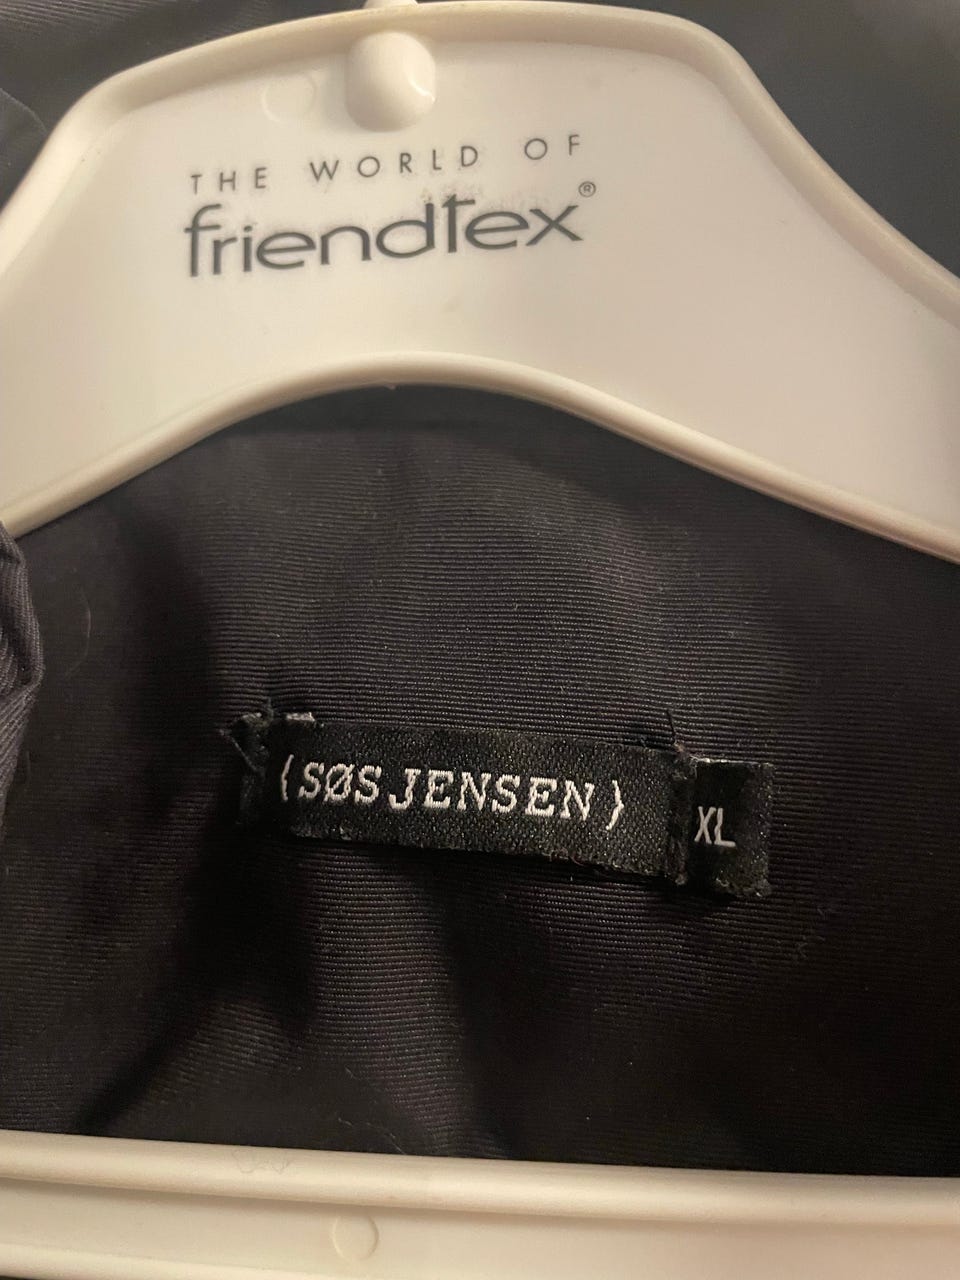 THE WORLD OF
friendtex®
(SØS JENSEN)
XL